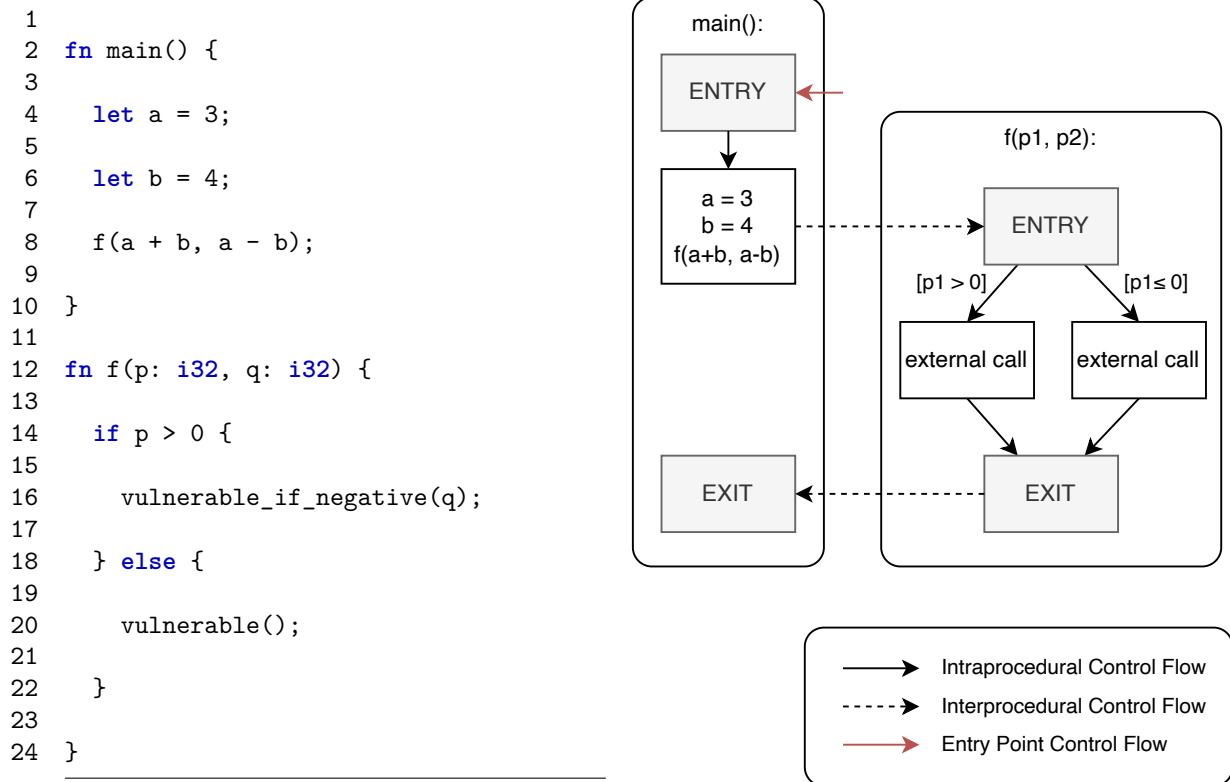 1
2 fn main() {
3
4 let a = 3;
5
6 let b = 4;
7
8 f(a + b, a - b);
9
10 }
11
12 fn f(p: i32, q: i32) {
13
14 if p > 0 {
15
16 vulnerable_if_negative(q);
17
18 } else {
19
20 vulnerable();
21
22 }
23
24 }
main():
ENTRY
a = 3
b = 4
f(a+b, a-b)
EXIT
f(p1, p2):
ENTRY
[p1 > 0]
[p1≤ 0]
external call
external call
EXIT
Intraprocedural Control Flow
Interprocedural Control Flow
Entry Point Control Flow